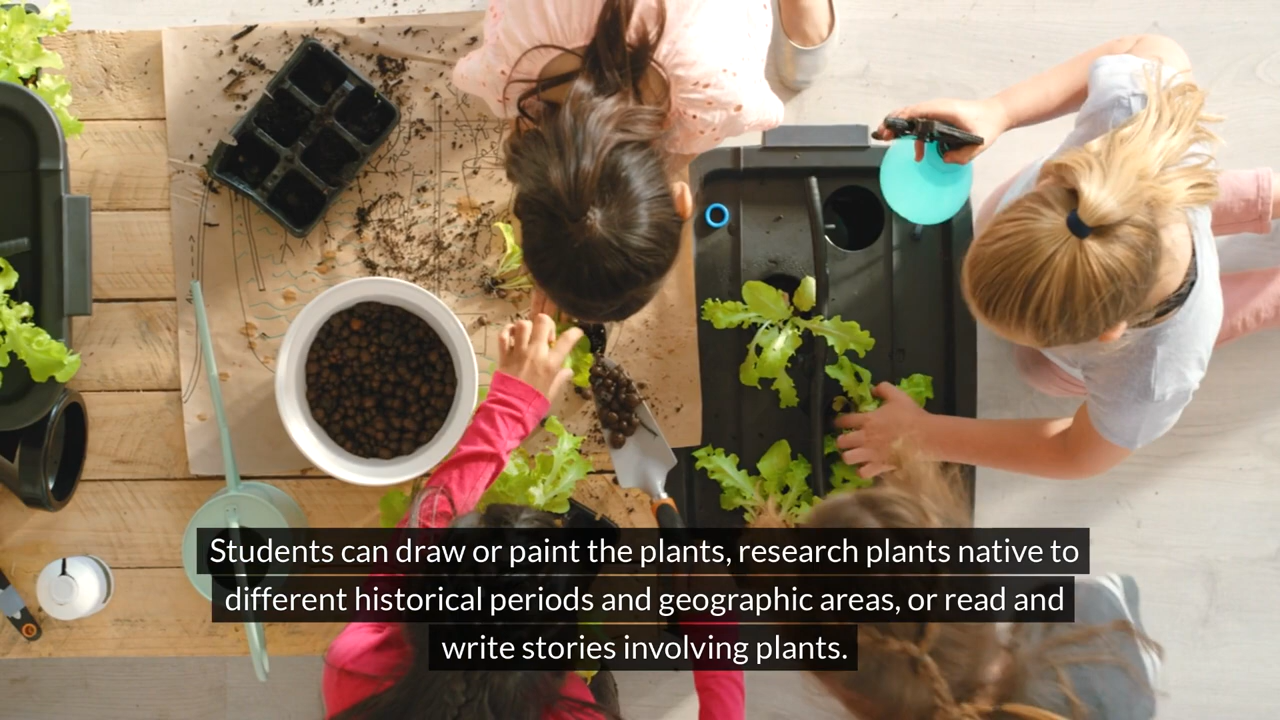 Students can draw or paint the plants, research plants native to
different historical periods and geographic areas, or read and
write stories involving plants.